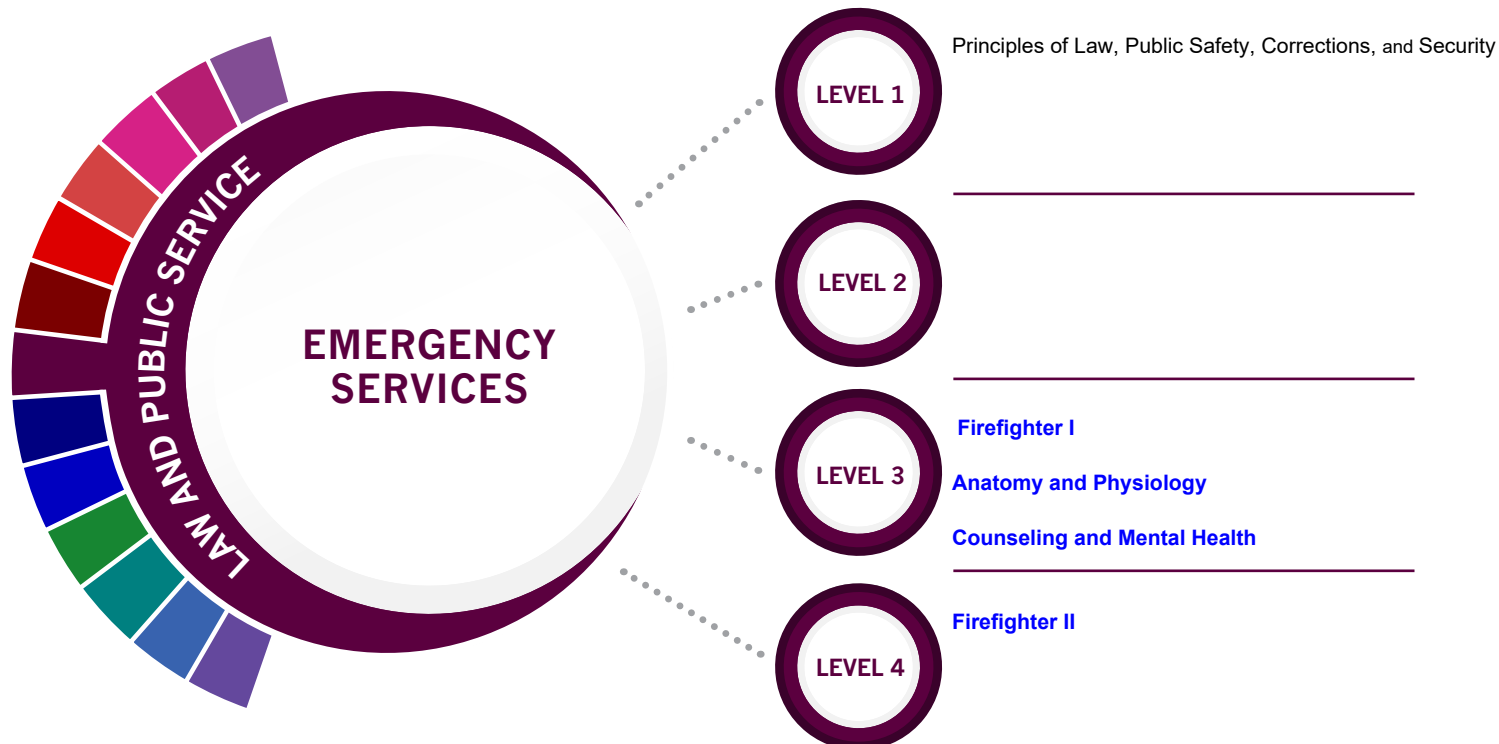 LAW AND PUBLIC SERVICE
EMERGENCY
SERVICES
LEVEL 1
Principles of Law, Public Safety, Corrections, and Security
LEVEL 2
LEVEL 3
Firefighter I
Anatomy and Physiology
Counseling and Mental Health
LEVEL 4
Firefighter II